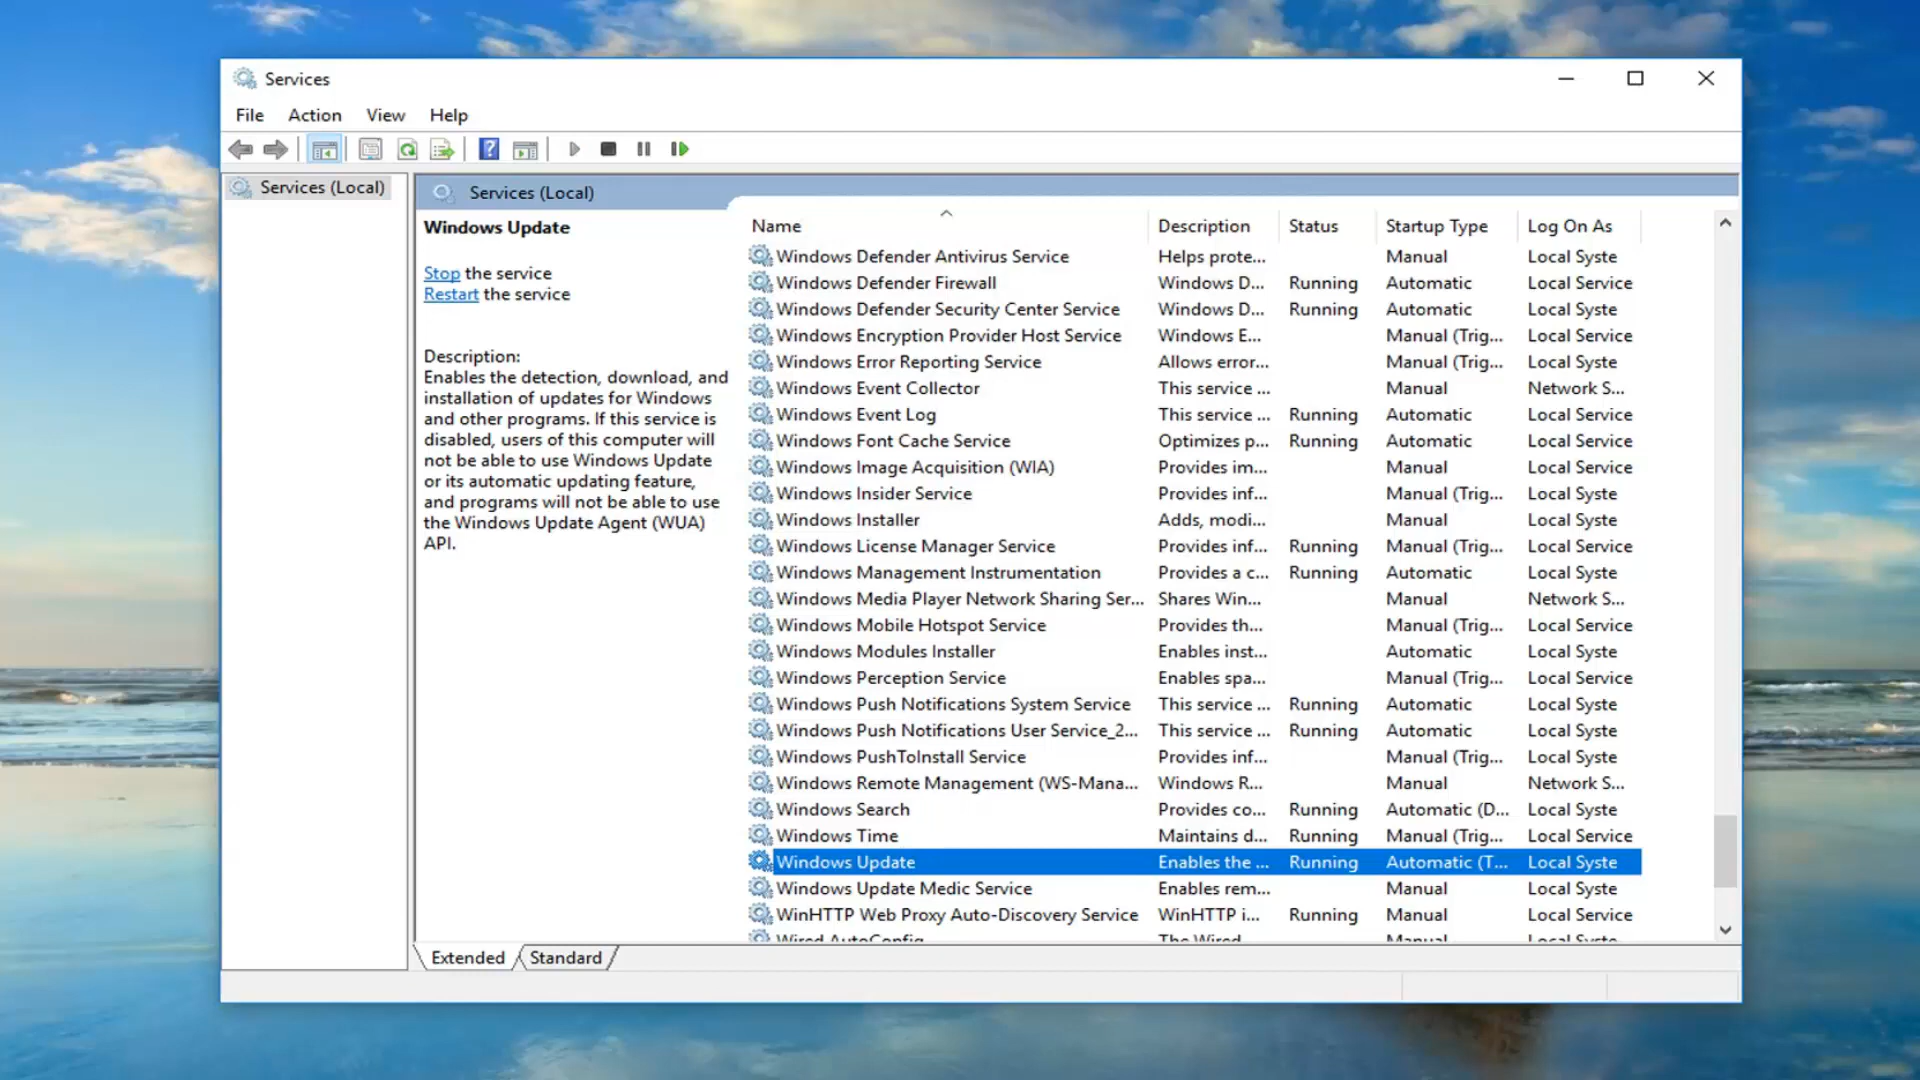 Services
File Action View Help
Services (Local)
Services (Local)
Windows Update
Stop the service
Restart the service
Description:
Enables the detection, download, and
installation of updates for Windows
and other programs. If this service is
disabled, users of this computer will
not be able to use Windows Update
or its automatic updating feature,
and programs will not be able to use
the Windows Update Agent (WUA)
API.
Name Description Status Startup Type Log On As
Windows Defender Antivirus Service Helps prote... Manual Local Syste
Windows Defender Firewall Windows D... Running Automatic Local Service
Windows Defender Security Center Service Windows D... Running Automatic Local Syste
Windows Encryption Provider Host Service Windows E... Manual (Trig... Local Service
Windows Error Reporting Service Allows error... Manual (Trig... Local Syste
Windows Event Collector This service ... Manual Network S...
Windows Event Log This service ... Running Automatic Local Service
Windows Font Cache Service Optimizes p... Running Automatic Local Service
Windows Image Acquisition (WIA) Provides im... Manual Local Service
Windows Insider Service Provides inf... Manual (Trig... Local Syste
Windows Installer Adds, modi... Manual Local Syste
Windows License Manager Service Provides inf... Running Manual (Trig... Local Service
Windows Management Instrumentation Provides a c... Running Automatic Local Syste
Windows Media Player Network Sharing Ser... Shares Win... Manual Network S...
Windows Mobile Hotspot Service Provides th... Manual (Trig... Local Service
Windows Modules Installer Enables inst... Automatic Local Syste
Windows Perception Service Enables spa... Manual (Trig... Local Service
Windows Push Notifications System Service This service ... Running Automatic Local Syste
Windows Push Notifications User Service_2... This service ... Running Automatic Local Syste
Windows PushToInstall Service Provides inf... Manual (Trig... Local Syste
Windows Remote Management (WS-Mana... Windows R... Manual Network S...
Windows Search Provides co... Running Automatic (D... Local Syste
Windows Time Maintains d... Running Manual (Trig... Local Service
Windows Update Enables the ... Running Automatic (T... Local Syste
Windows Update Medic Service Enables rem... Manual Local Syste
WinHTTP Web Proxy Auto-Discovery Service WinHTTP i... Running Manual Local Service
Wired AutoConfig The Wired Manual Local Syste
Extended Standard